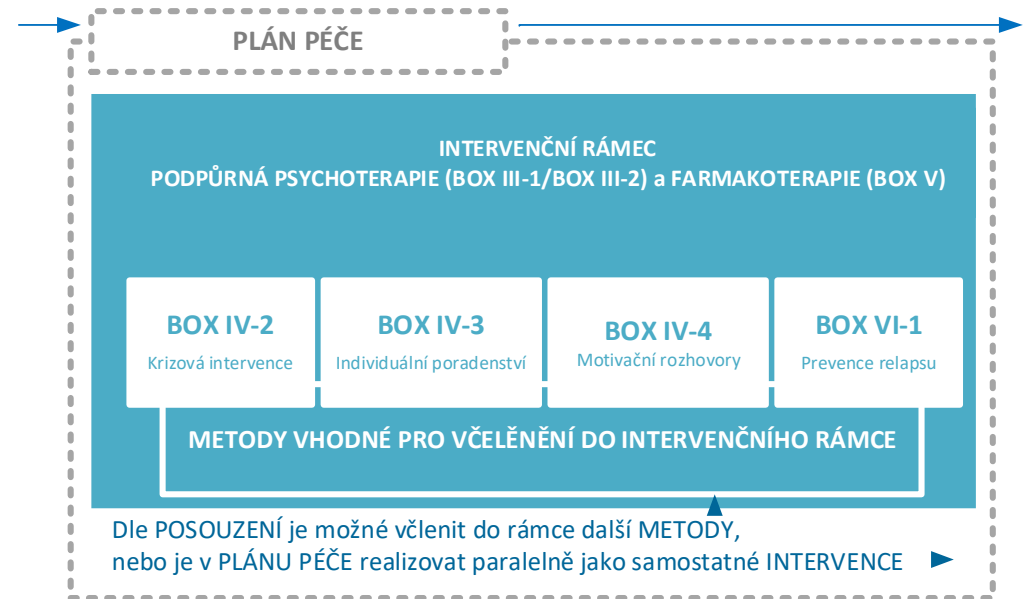 PLÁN PÉČE
INTERVENČNÍ RÁMEC
PODPŮRNÁ PSYCHOTERAPIE (BOX III-1/BOX III-2) a FARMAKOTERAPIE (BOX V)
BOX IV-2
Krizová intervence
BOX IV-3
Individuální poradenství
BOX IV-4
Motivační rozhovory
BOX VI-1
Prevence relapsu
METODY VHODNÉ PRO VČELĚNĚNÍ DO INTERVENČNÍHO RÁMCE
Dle POSOUZENÍ je možné včlenit do rámce další METODY,
nebo je v PLÁNU PÉČE realizovat paralelně jako samostatné INTERVENCE